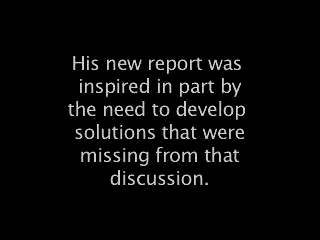 His new report was
inspired in part by
the need to develop
solutions that were
missing from that
discussion.